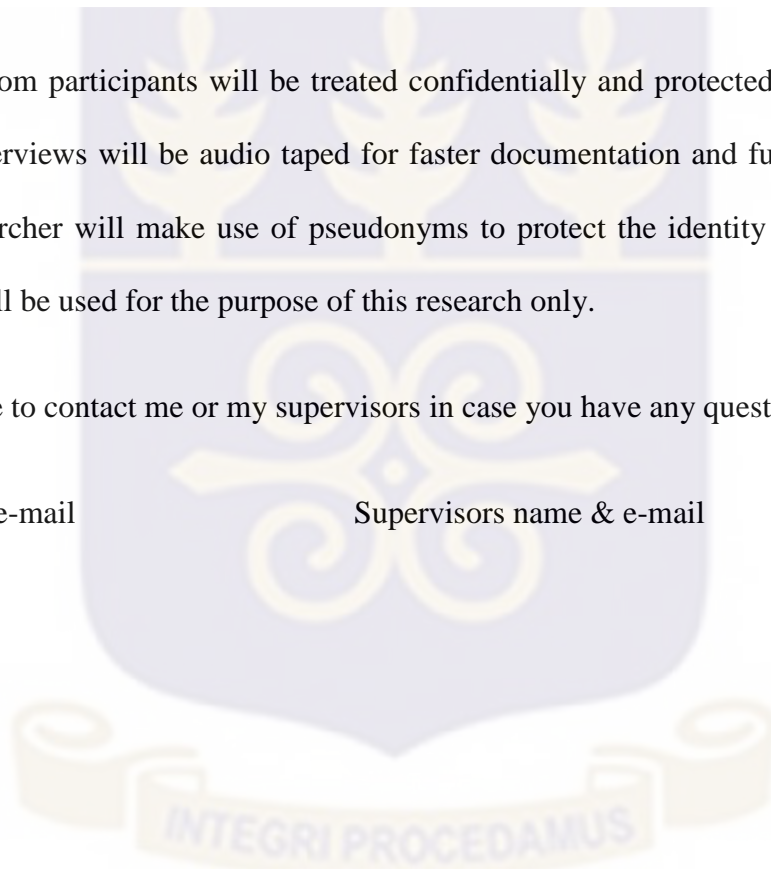 om participants will be treated confidentially and protected
erviews will be audio taped for faster documentation and fu
rcher will make use of pseudonyms to protect the identity
ll be used for the purpose of this research only.
e to contact me or my supervisors in case you have any quest
e-mail Supervisors name & e-mail
INTEGRI PROCEDAMUS